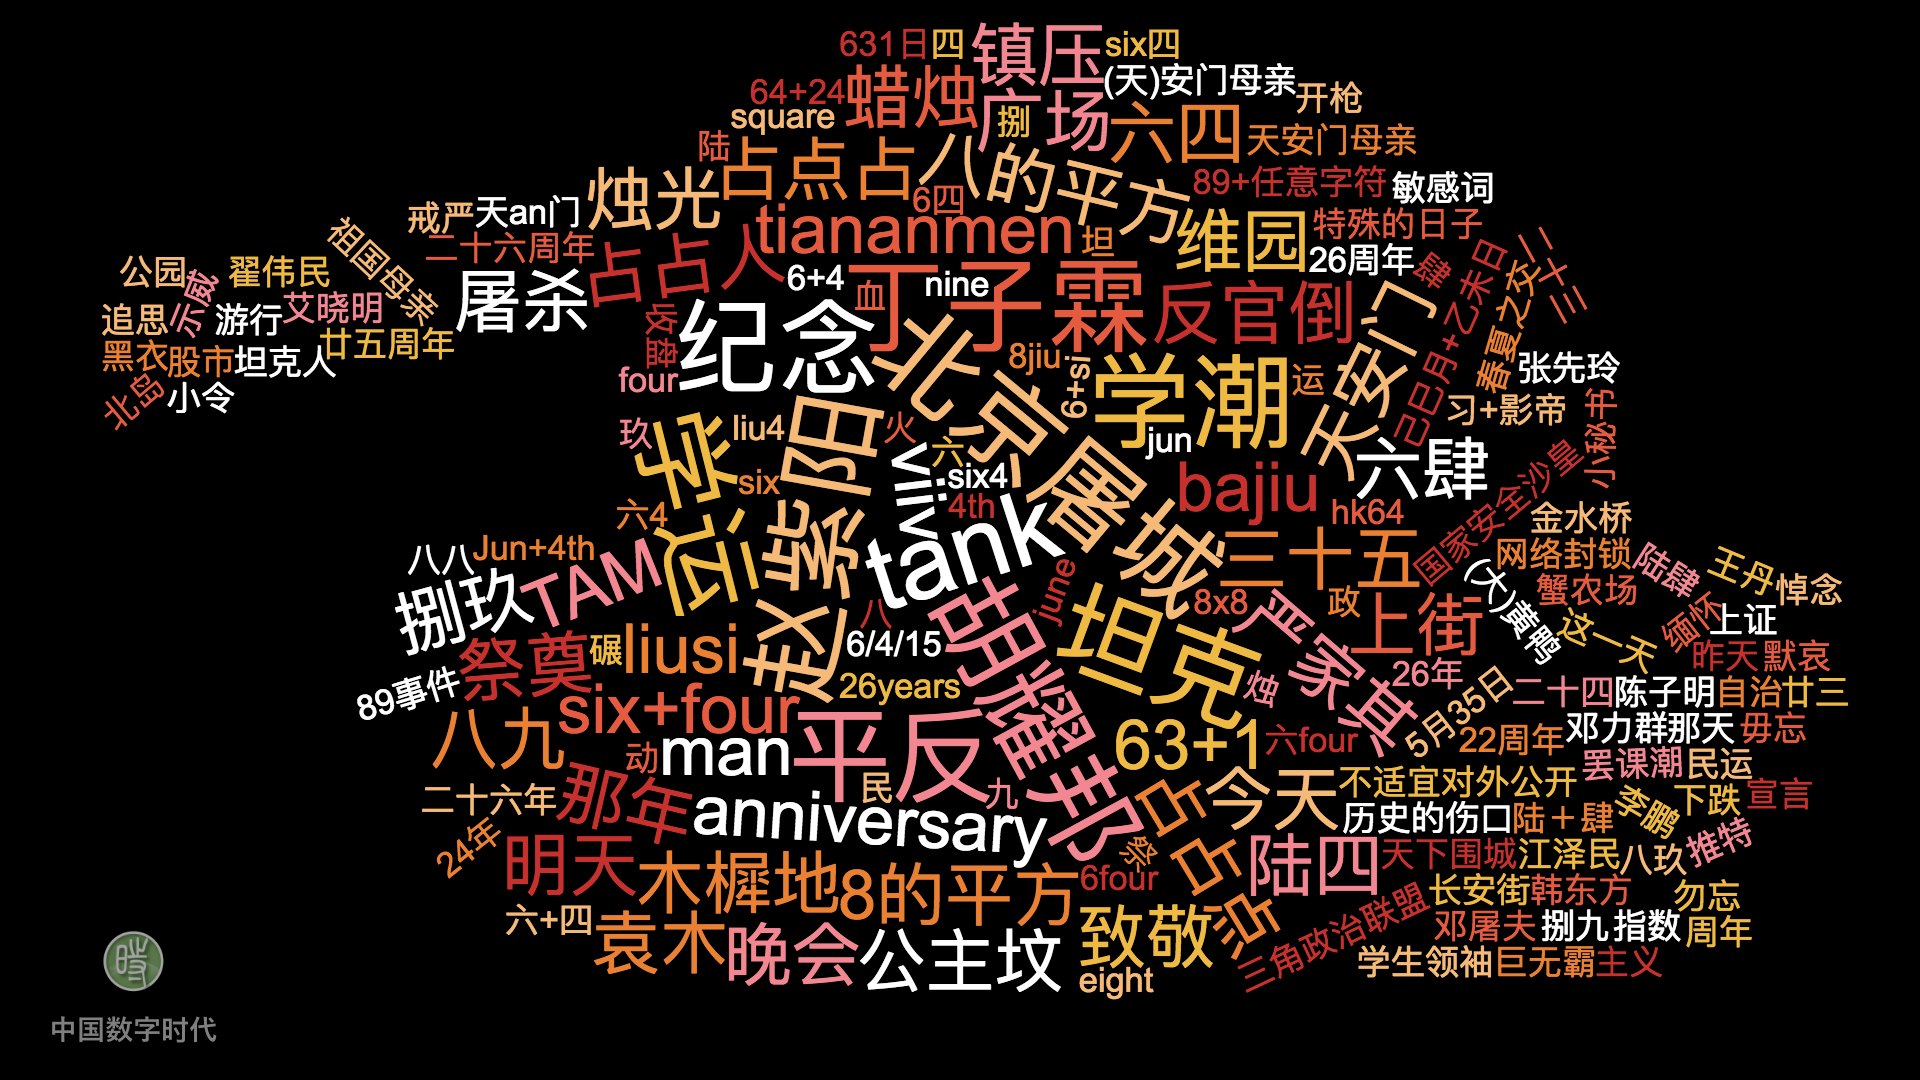 631日
四
镇压
six四
64+24
蜡烛
(天)安门母亲
开枪
square
广场
捌
六四
天安门母亲
陆
占点占
八的平方
89+任意字符
敏感词
烛光
6四
戒严
天an门
tiananmen
坦
维园
特殊的日子
二十六周年
祖国母亲
占占人
6+4
丁子霖
26周年
肆
二十三
公园
翟伟民
示威
艾晓明
屠杀
血
nine
反官倒
己巳月+乙未日
春夏之交
追思
游行
收盘
纪念
北京屠城
天安门
黑衣
股市
坦克人
廿五周年
8jiu
si+6
学潮
运
张先玲
北岛
小令
four
习+影帝
小秘书
玖
liu4
赵紫阳
火
六
jun
学运
VIIV
six4
bajiu
六肆
six
4th
hk64
国家安全沙皇
六4
tank
金水桥
八八
Jun+4th
三十五
网络封锁
TAM
陆肆
王丹
悼念
捌玖
八
june
8x8
政
(大)黄鸭
蟹农场
胡耀邦
坦克
严家其
上街
这一天
缅怀
上证
祭奠
碾
liusi
6/4/15
昨天
默哀
89事件
26years
烛
26年
二十四
陈子明
自治
廿三
six+four
5月35日
八九
平反
63+1
六four
22周年
邓力群
那天
毋忘
动
man
罢课潮
民运
二十六年
那年
民
九
占占点
今天
不适宜对外公开
李鹏
下跌
宣言
anniversary
历史的伤口
陆＋肆
24年
明天
祭
陆四
天下围城
江泽民
八玖
推特
木樨地
8的平方
6four
长安街
韩东方
勿忘
六+四
袁木
晚会
公主坟
致敬
三角政治联盟
邓屠夫
捌九
指数
周年
eight
学生领袖
巨无霸
主义
中国数字时代